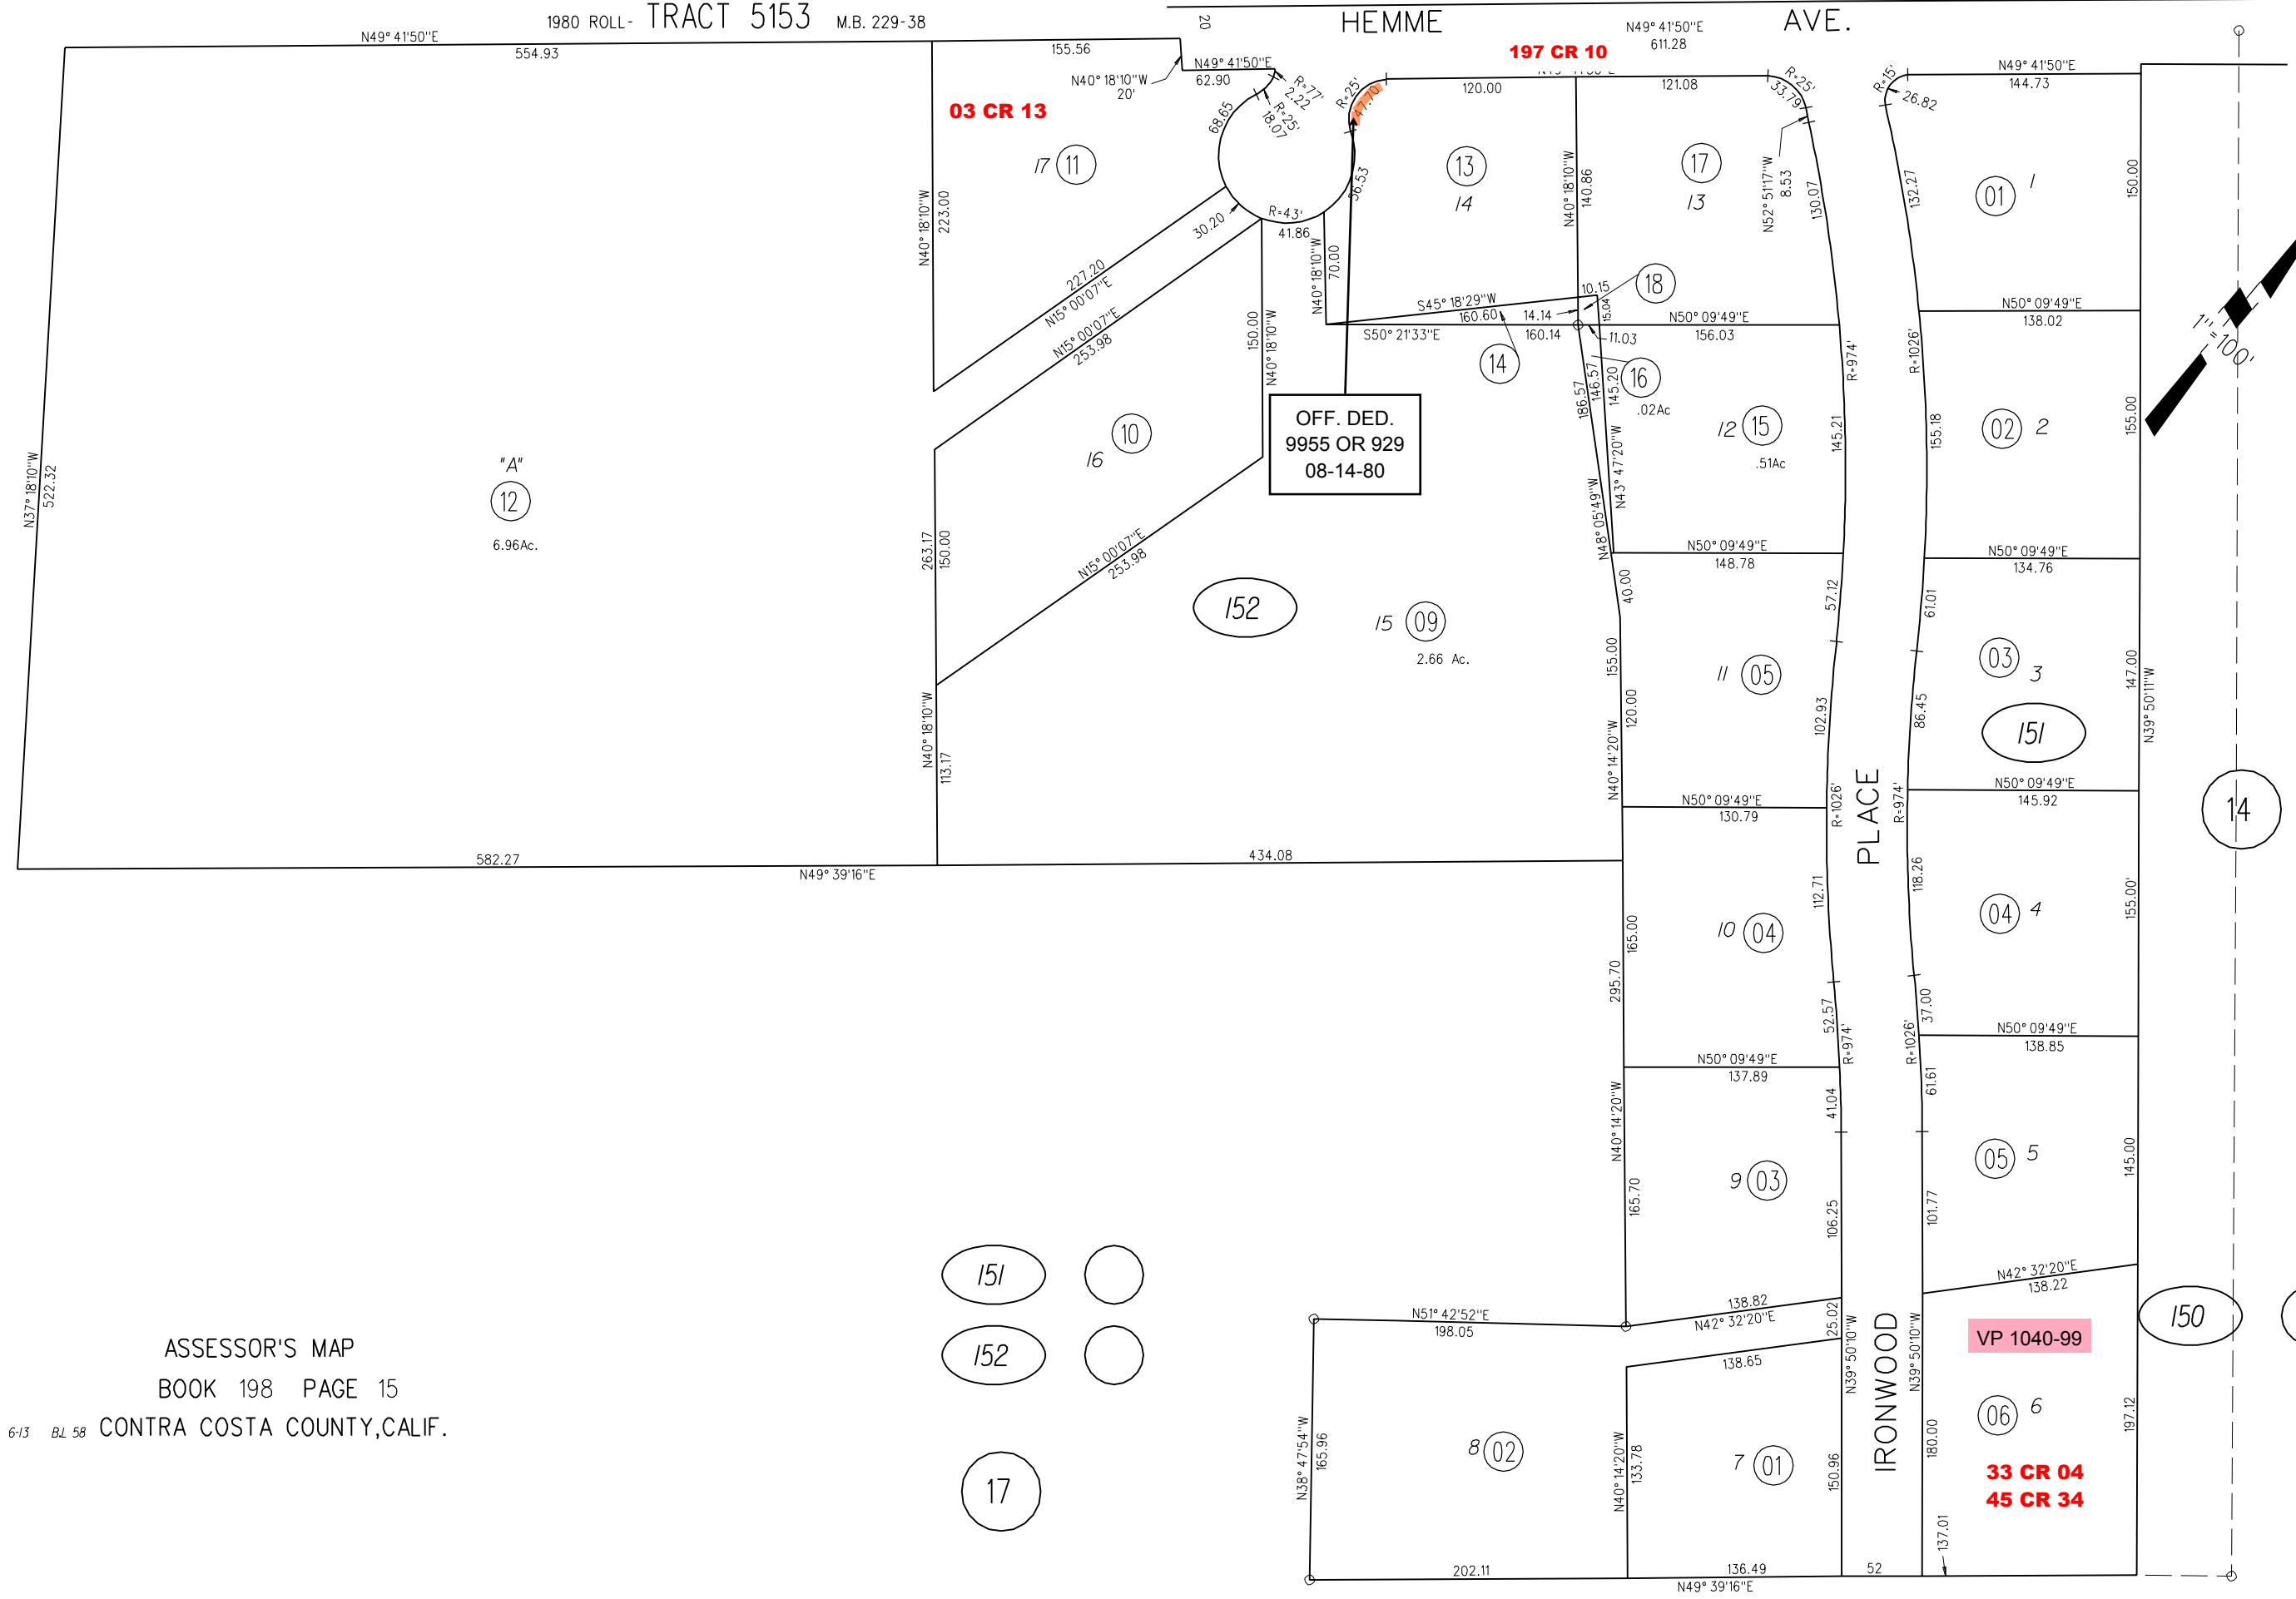 1980 ROLL- TRACT 5153 M.B. 229-38
20
HEMME AVE.
N49° 41'50"E
554.93
155.56
N40° 18'10"W
20'
N49° 41'50"E
62.90
R=77'
2.22
R=25'
18.07
68.65
03 CR 13
17 11
N40° 18'10"W
223.00
197 CR 10
N49° 41'50"E
611.28
R=25'
47.70
120.00
121.08
R=25'
33.79
R=15'
26.82
N49° 41'50"E
144.73
56.53
R=43'
41.86
30.20
13
14
N40° 18'10"W
140.86
17
13
N52° 51'17"W
8.53
130.07
132.27
01 1
150.00
227.20
N15° 00'07"E
N15° 00'07"E
253.98
150.00
N40° 18'10"W
N40° 18'10"W
70.00
S45° 18'29"W
160.60
S50° 21'33"E
160.14
10.15
14.14
15.04
18
11.03
N50° 09'49"E
156.03
N50° 09'49"E
138.02
1"=100'
14
186.57
146.57
145.20
16
.02Ac
N43° 47'20"W
N48° 05'49"W
R=974'
R=1026'
12 15
.51Ac
145.21
155.18
02 2
155.00
OFF. DED.
9955 OR 929
08-14-80
N37° 18'10"W
522.32
"A"
12
6.96Ac.
10
16
263.17
150.00
N15° 00'07"E
253.98
N50° 09'49"E
148.78
N50° 09'49"E
134.76
152
15 09
2.66 Ac.
40.00
57.12
61.01
155.00
120.00
11 05
102.93
86.45
03
3
147.00
N39° 50'11"W
151
N40° 18'10"W
113.17
N40° 14'20"W
N50° 09'49"E
130.79
R=1026'
PLACE
R=974'
N50° 09'49"E
145.92
14
582.27
N49° 39'16"E
434.08
165.00
295.70
10 04
112.71
118.26
04 4
155.00'
52.57
R=974'
37.00
R=1026'
N50° 09'49"E
138.85
N50° 09'49"E
137.89
41.04
61.61
N40° 14'20"W
165.70
9 03
106.25
101.77
05 5
145.00
N42° 32'20"E
138.22
151
152
17
N51° 42'52"E
198.05
138.82
N42° 32'20"E
25.02
138.65
N39° 50'10"W
IRONWOOD
N39° 50'10"W
VP 1040-99
150
06 6
33 CR 04
45 CR 34
197.12
N38° 47'54"W
165.96
8 02
N40° 14'20"W
133.78
7 01
150.96
180.00
137.01
202.11
136.49
52
N49° 39'16"E
ASSESSOR'S MAP
BOOK 198 PAGE 15
6-13 BL 58 CONTRA COSTA COUNTY,CALIF.